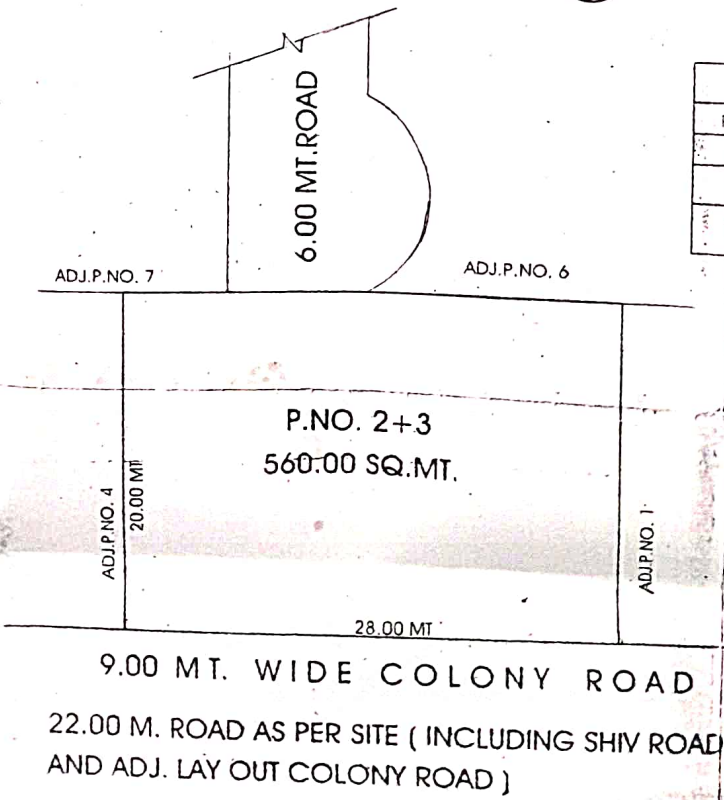 6.00 MT.ROAD
ADJ.P.NO. 7
ADJ.P.NO. 6
P.NO. 2+3
560.00 SQ.MT.
ADJ.P.NO. 4
20.00 MT
ADJ.P.NO. 1
28.00 MT
9.00 MT. WIDE COLONY ROAD
22.00 M. ROAD AS PER SITE ( INCLUDING SHIV ROAD
AND ADJ. LAY OUT COLONY ROAD )